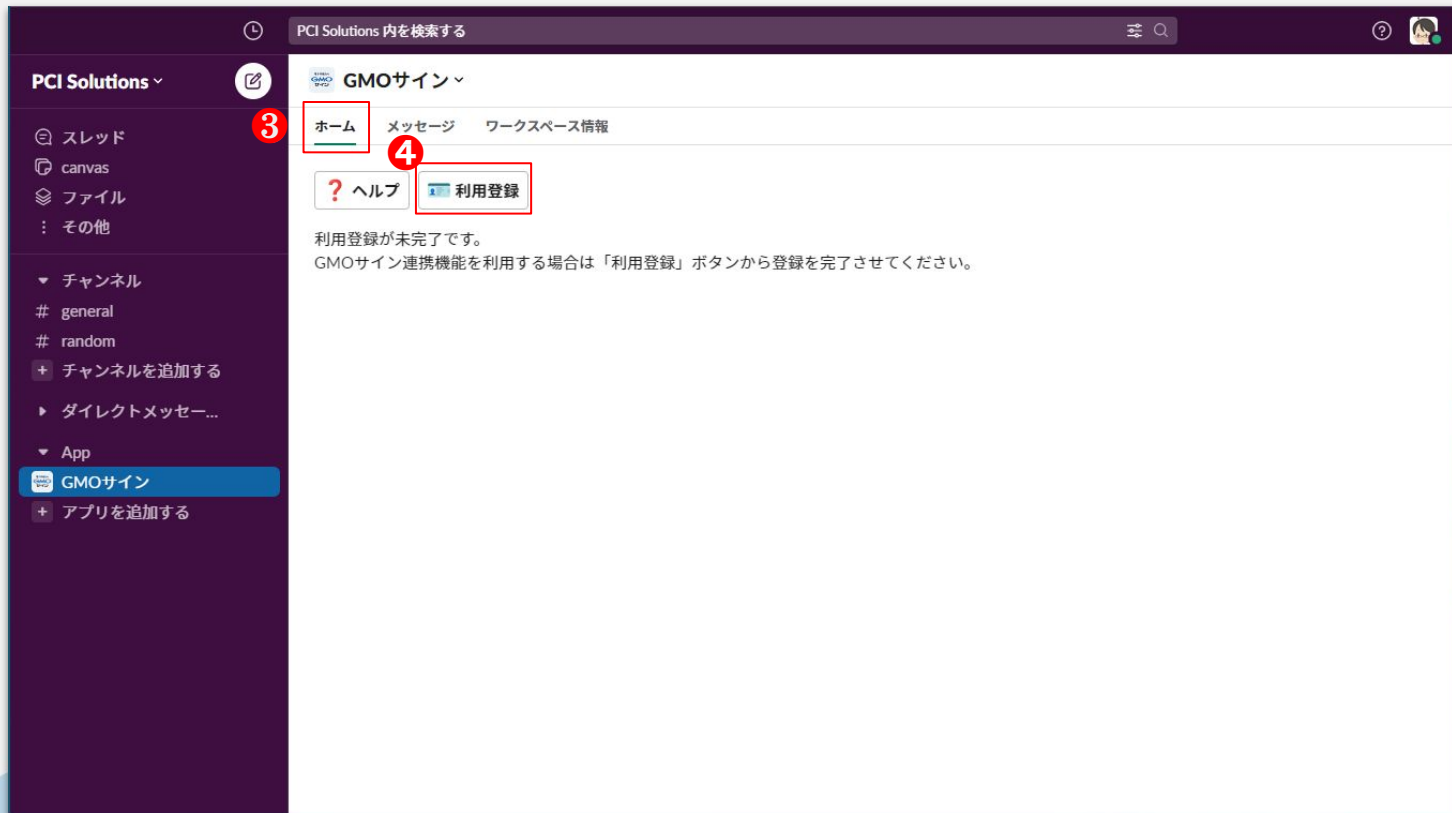 PCI Solutions 内を検索する
PCI Solutions
スレッド
canvas
ファイル
その他
チャンネル
# general
# random
+ チャンネルを追加する
ダイレクトメッセー...
App
GMOサイン
+ アプリを追加する
GMOサイン
3
ホーム メッセージ ワークスペース情報
4
❓ ヘルプ 利用登録
利用登録が未完了です。
GMOサイン連携機能を利用する場合は「利用登録」ボタンから登録を完了させてください。